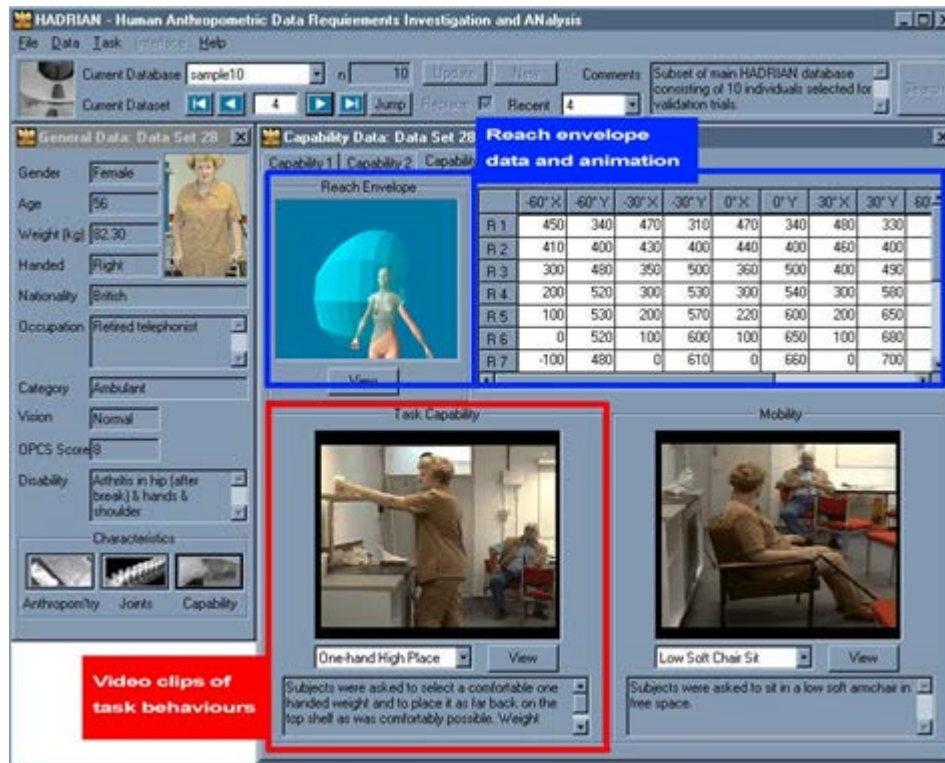 HADRIAN - Human Anthropometric Data Requirements Investigation and ANalysis
File Data Task Interface Help
Current Database sample10 n 10 Update New Comments Subset of main HADRIAN database
consisting of 10 individuals selected for
validation trials.
Search
Current Dataset 4 Jump Replace Recent 4
General Data: Data Set 28
Gender Female
Age 56
Weight (kg) 82.30
Handed Right
Nationality British
Occupation Retired telephonist
Category Ambulant
Vision Normal
OPCS Score 8
Disability Arthritis in hip (after
break) & hands &
shoulder
Characteristics
Anthropom'try Joints Capability
Capability Data: Data Set 28
Capability 1 Capability 2 Capability
Reach envelope
data and animation
Reach Envelope
View
-60° X -60° Y -30° X -30° Y 0° X 0° Y 30° X 30° Y 60
R 1 450 340 470 310 470 340 480 330
R 2 410 400 430 400 440 400 460 400
R 3 300 480 350 500 360 500 400 490
R 4 200 520 300 530 300 540 300 580
R 5 100 530 200 570 220 600 200 650
R 6 0 520 100 600 100 650 100 680
R 7 -100 480 0 610 0 660 0 700
Task Capability
One-hand High Place View
Subjects were asked to select a comfortable one
handed weight and to place it as far back on the
top shelf as was comfortably possible. Weight
Mobility
Low Soft Chair Sit View
Subjects were asked to sit in a low soft armchair in
free space.
Video clips of
task behaviours